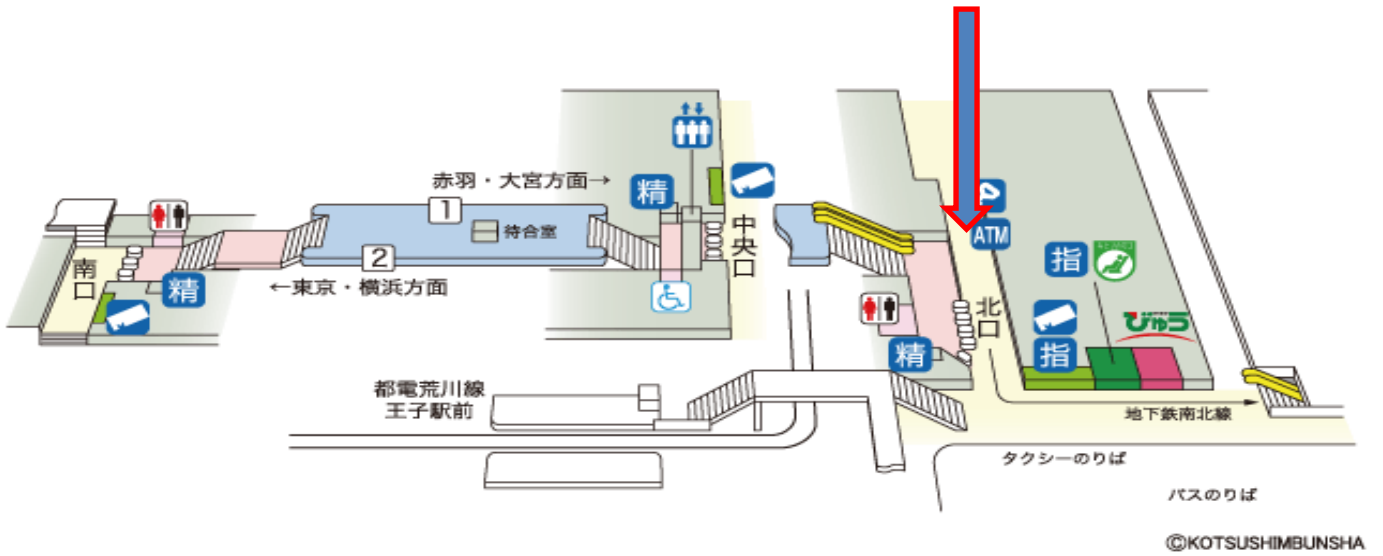 赤羽・大宮方面→
精
1
待合室
中央口
ATM
指
南口
2
精
←東京・横浜方面
北口
びゅう
精
指
都電荒川線
王子駅前
地下鉄南北線
タクシーのりば
バスのりば
©KOTSUSHIMBUNSHA